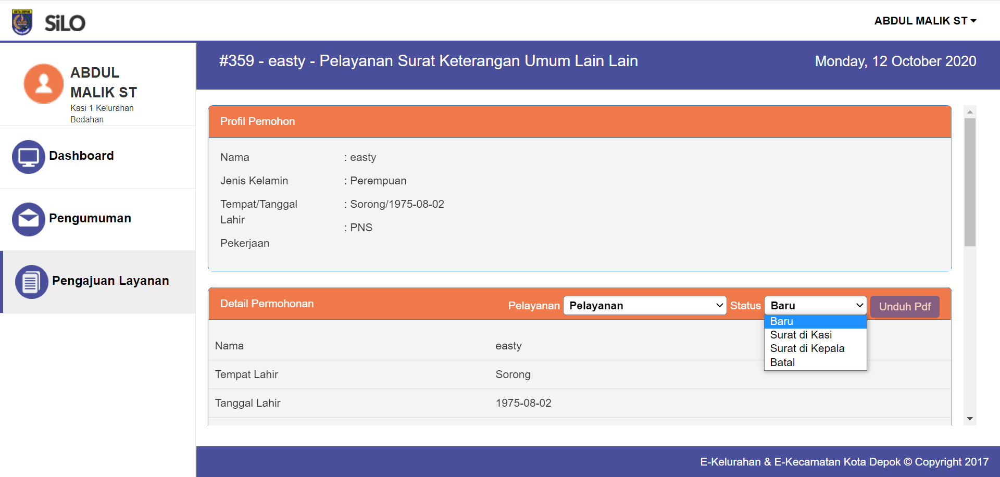 SiLO
ABDUL MALIK ST
ABDUL
MALIK ST
Kasi 1 Kelurahan
Bedahan
Dashboard
Pengumuman
Pengajuan Layanan
#359 - easty - Pelayanan Surat Keterangan Umum Lain Lain
Monday, 12 October 2020
Profil Pemohon
Nama : easty
Jenis Kelamin : Perempuan
Tempat/Tanggal : Sorong/1975-08-02
Lahir
: PNS
Pekerjaan
Detail Permohonan Pelayanan Pelayanan Status Baru Unduh Pdf
Baru
Surat di Kasi
Surat di Kepala
Batal
Nama easty
Tempat Lahir Sorong
Tanggal Lahir 1975-08-02
E-Kelurahan & E-Kecamatan Kota Depok © Copyright 2017